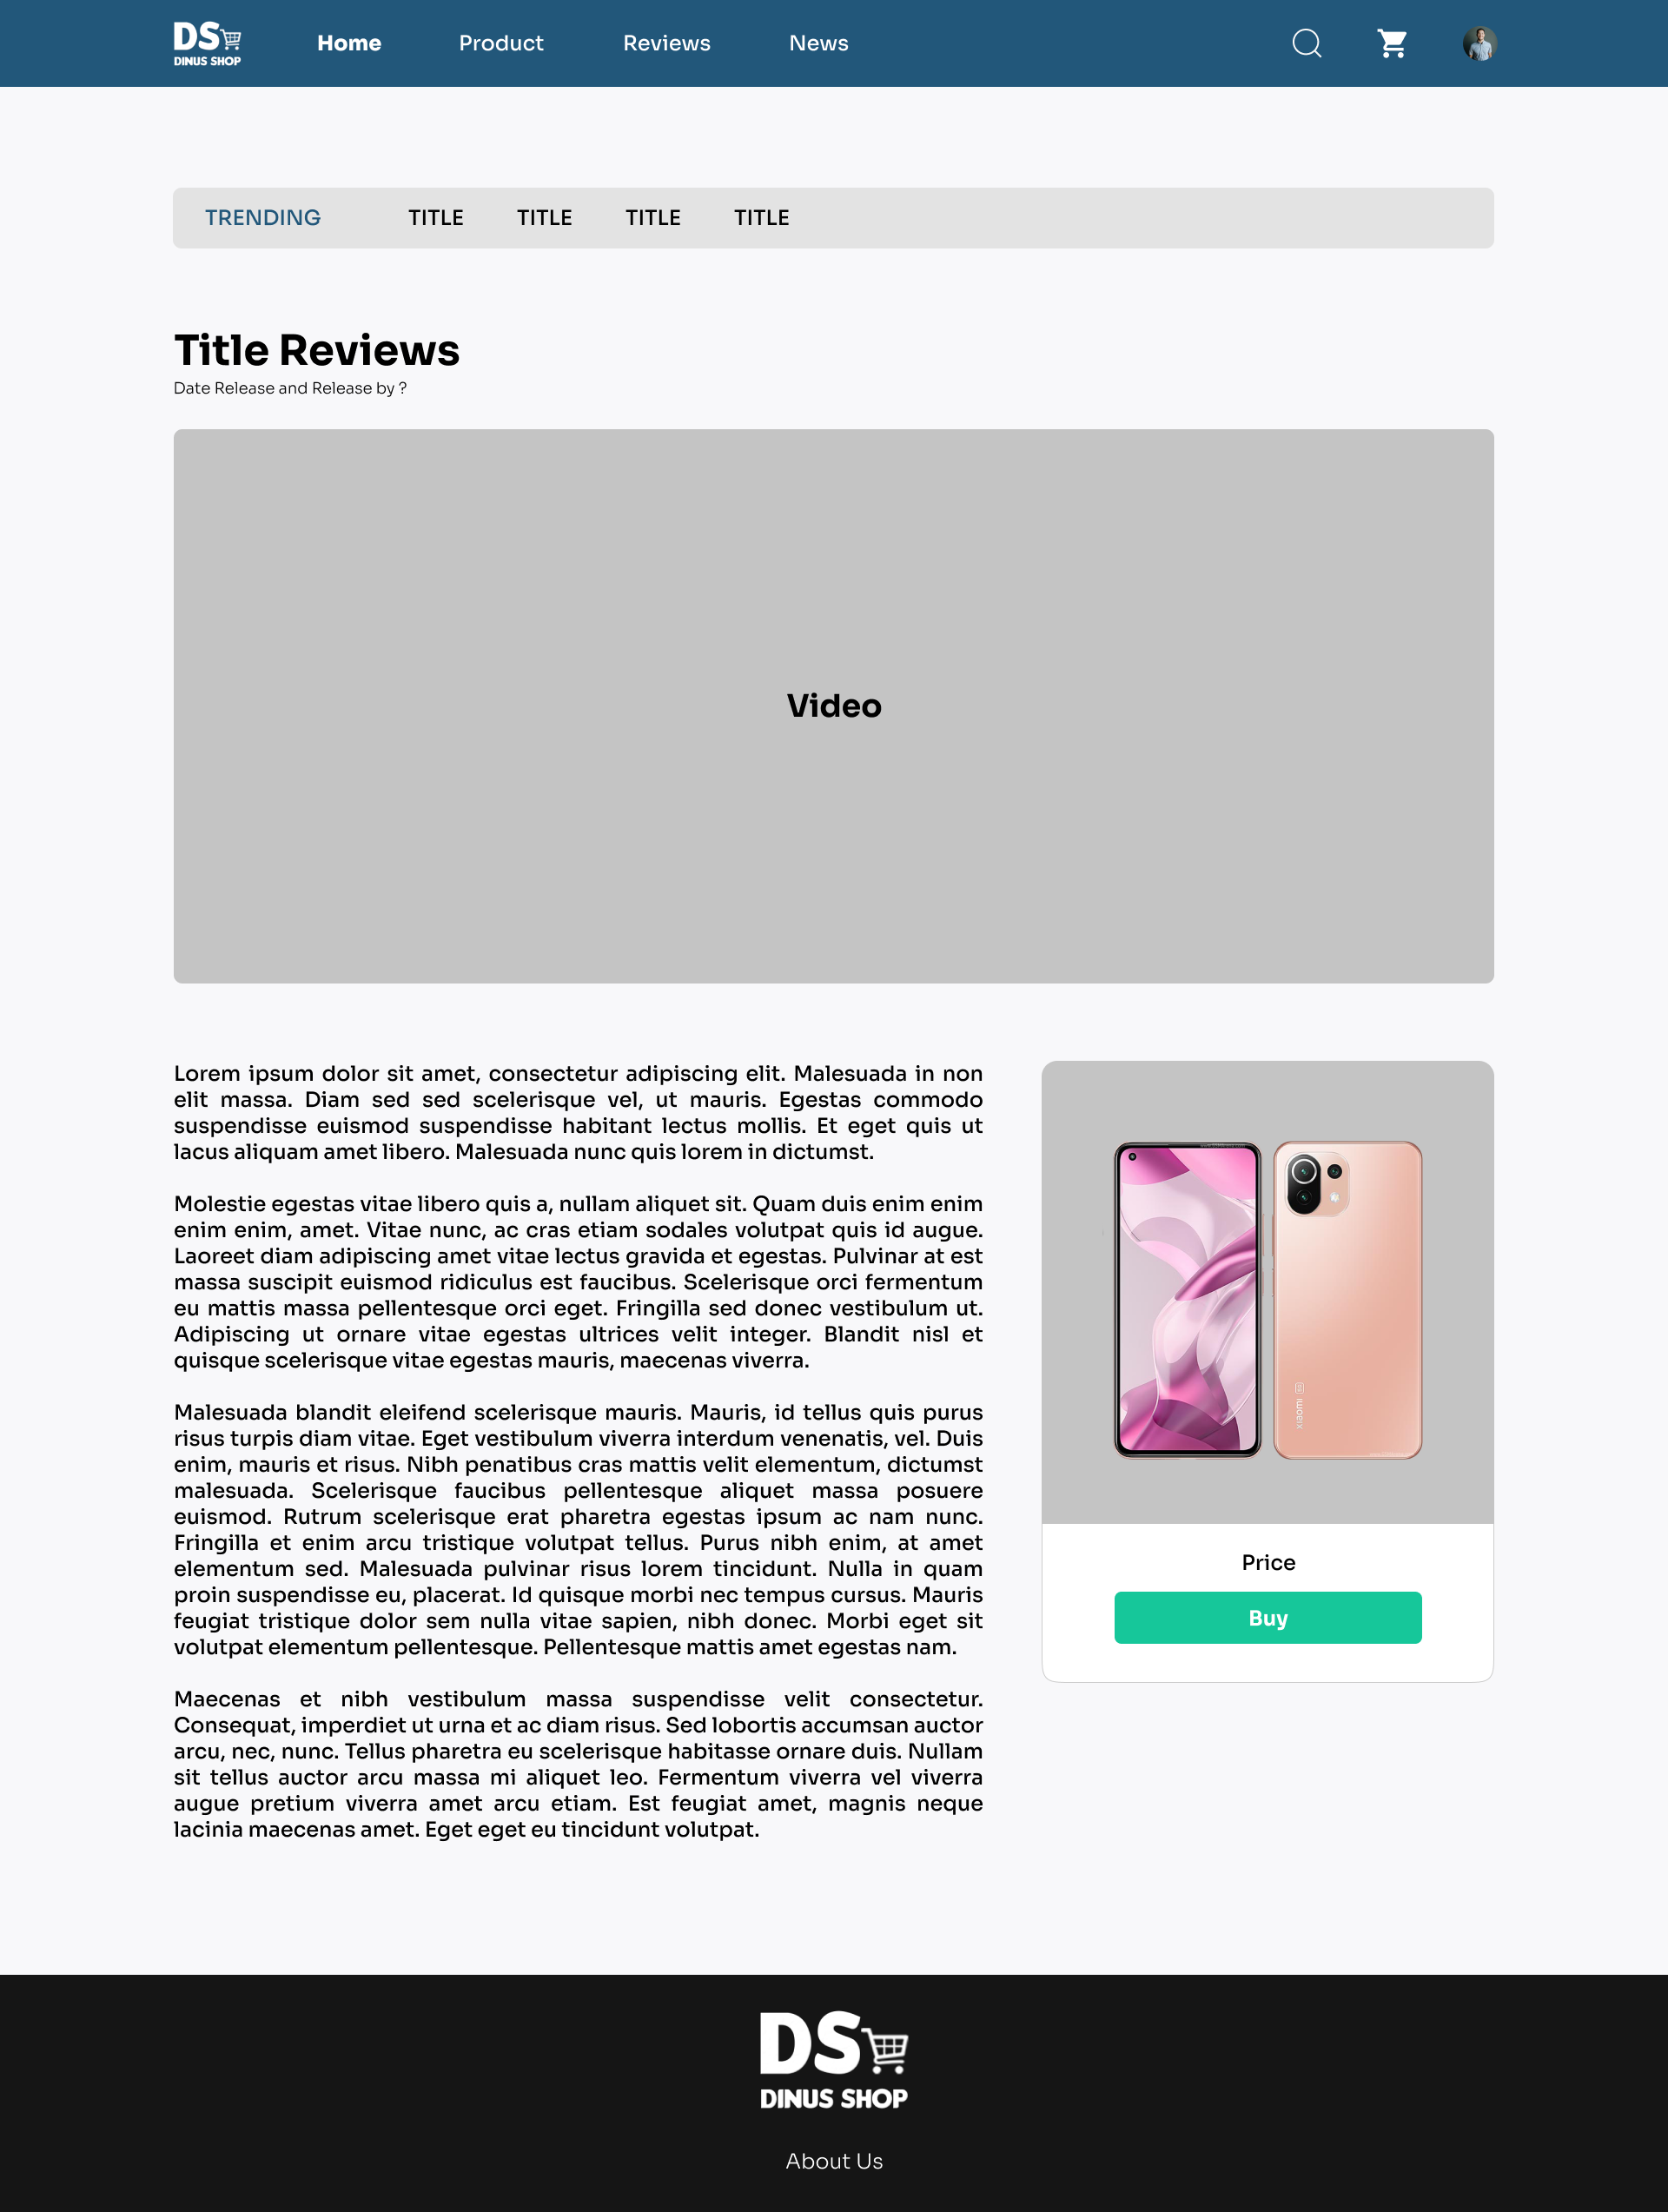 DS
DINUS SHOP
Home Product Reviews News
TRENDING TITLE TITLE TITLE TITLE
Title Reviews
Date Release and Release by ?
Video
Lorem ipsum dolor sit amet, consectetur adipiscing elit. Malesuada in non
elit massa. Diam sed sed scelerisque vel, ut mauris. Egestas commodo
suspendisse euismod suspendisse habitant lectus mollis. Et eget quis ut
lacus aliquam amet libero. Malesuada nunc quis lorem in dictumst.
Molestie egestas vitae libero quis a, nullam aliquet sit. Quam duis enim enim
enim enim, amet. Vitae nunc, ac cras etiam sodales volutpat quis id augue.
Laoreet diam adipiscing amet vitae lectus gravida et egestas. Pulvinar at est
massa suscipit euismod ridiculus est faucibus. Scelerisque orci fermentum
eu mattis massa pellentesque orci eget. Fringilla sed donec vestibulum ut.
Adipiscing ut ornare vitae egestas ultrices velit integer. Blandit nisl et
quisque scelerisque vitae egestas mauris, maecenas viverra.
Malesuada blandit eleifend scelerisque mauris. Mauris, id tellus quis purus
risus turpis diam vitae. Eget vestibulum viverra interdum venenatis, vel. Duis
enim, mauris et risus. Nibh penatibus cras mattis velit elementum, dictumst
malesuada. Scelerisque faucibus pellentesque aliquet massa posuere
euismod. Rutrum scelerisque erat pharetra egestas ipsum ac nam nunc.
Fringilla et enim arcu tristique volutpat tellus. Purus nibh enim, at amet
elementum sed. Malesuada pulvinar risus lorem tincidunt. Nulla in quam
proin suspendisse eu, placerat. Id quisque morbi nec tempus cursus. Mauris
feugiat tristique dolor sem nulla vitae sapien, nibh donec. Morbi eget sit
volutpat elementum pellentesque. Pellentesque mattis amet egestas nam.
Maecenas et nibh vestibulum massa suspendisse velit consectetur.
Consequat, imperdiet ut urna et ac diam risus. Sed lobortis accumsan auctor
arcu, nec, nunc. Tellus pharetra eu scelerisque habitasse ornare duis. Nullam
sit tellus auctor arcu massa mi aliquet leo. Fermentum viverra vel viverra
augue pretium viverra amet arcu etiam. Est feugiat amet, magnis neque
lacinia maecenas amet. Eget eget eu tincidunt volutpat.
xiaomi
Price
Buy
DS
DINUS SHOP
About Us